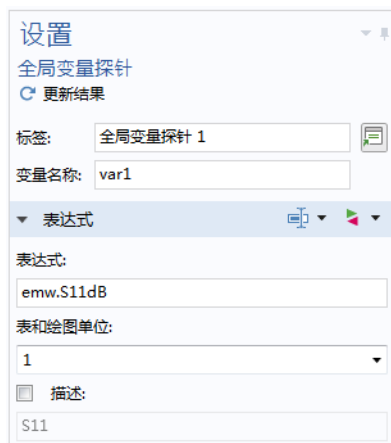 设置
全局变量探针
更新结果
标签: 全局变量探针 1
变量名称: var1
表达式
表达式:
emw.S11dB
表和绘图单位:
1
描述:
S11